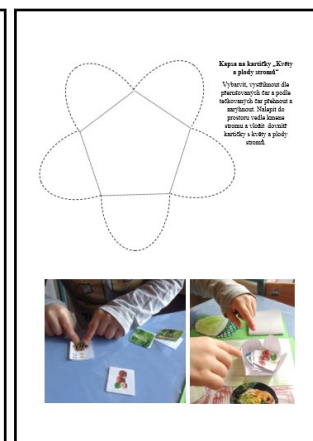 Kapsa na kartičky „Květy
a plody stromů“
Vybarvit, vystřihnout dle
přerušovaných čar a podle
tečkovaných čar přehnout a
zarýhnout. Nalepit do
prostoru vedle kmene
stromu a vložit dovnitř
kartičky s květy a plody
stromů.